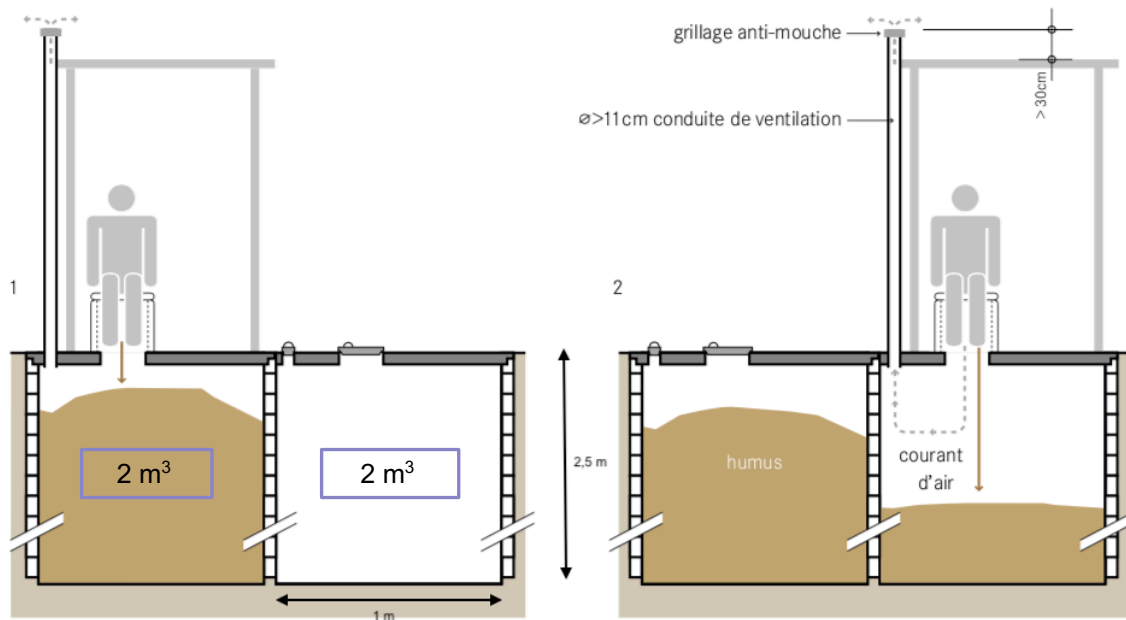 grillage anti-mouche
> 30cm
⌀>11cm conduite de ventilation
1
2
2 m³
2 m³
2,5 m
humus
courant
d'air
1 m